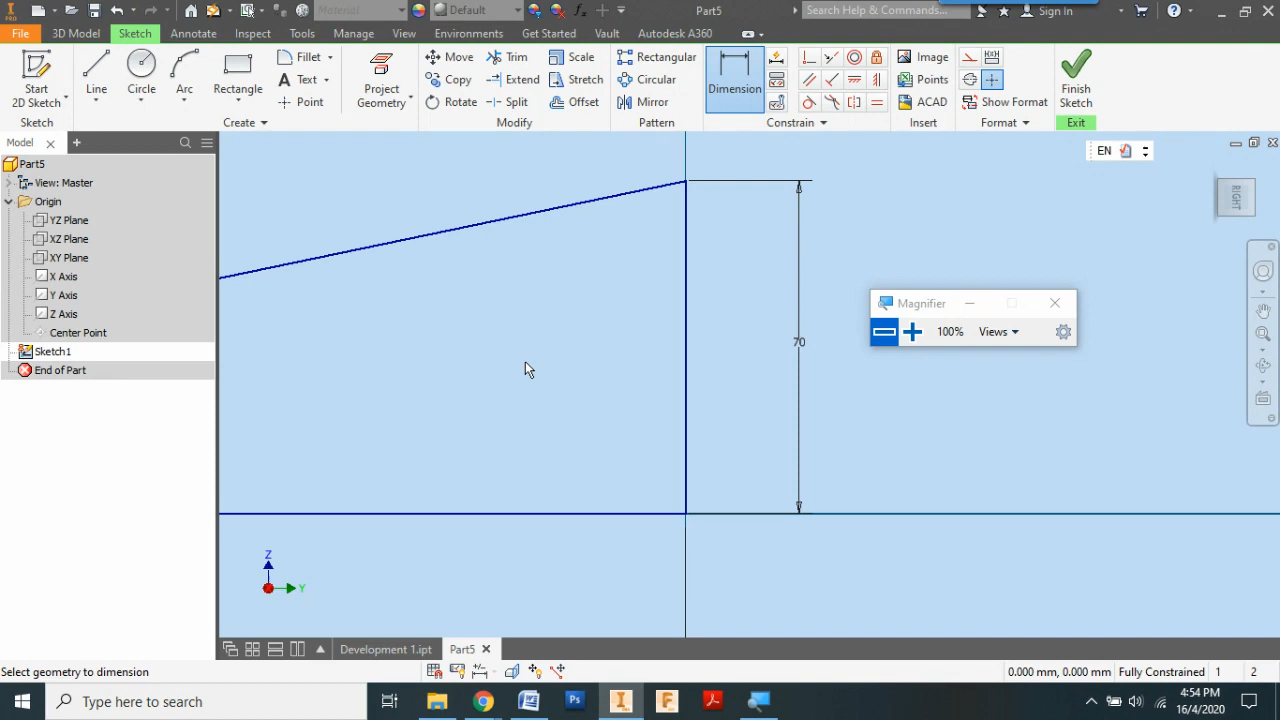 PRO
Material
Default
Part5
Search Help & Commands...
Sign In
File
3D Model
Sketch
Annotate
Inspect
Tools
Manage
View
Environments
Get Started
Vault
Autodesk A360
Start
2D Sketch
Line
Circle
Arc
Rectangle
Fillet
Text
Point
Project
Geometry
Move
Copy
Rotate
Trim
Extend
Split
Scale
Stretch
Offset
Rectangular
Circular
Mirror
Dimension
Image
Points
ACAD
Show Format
Finish
Sketch
Sketch
Create
Modify
Pattern
Constrain
Insert
Format
Exit
Model
Part5
View: Master
Origin
YZ Plane
XZ Plane
XY Plane
X Axis
Y Axis
Z Axis
Center Point
Sketch1
End of Part
EN
RIGHT
Magnifier
100%
Views
70
Z
Y
Development 1.ipt
Part5
Select geometry to dimension
0.000 mm, 0.000 mm
Fully Constrained
1
2
Type here to search
4:54 PM
16/4/2020